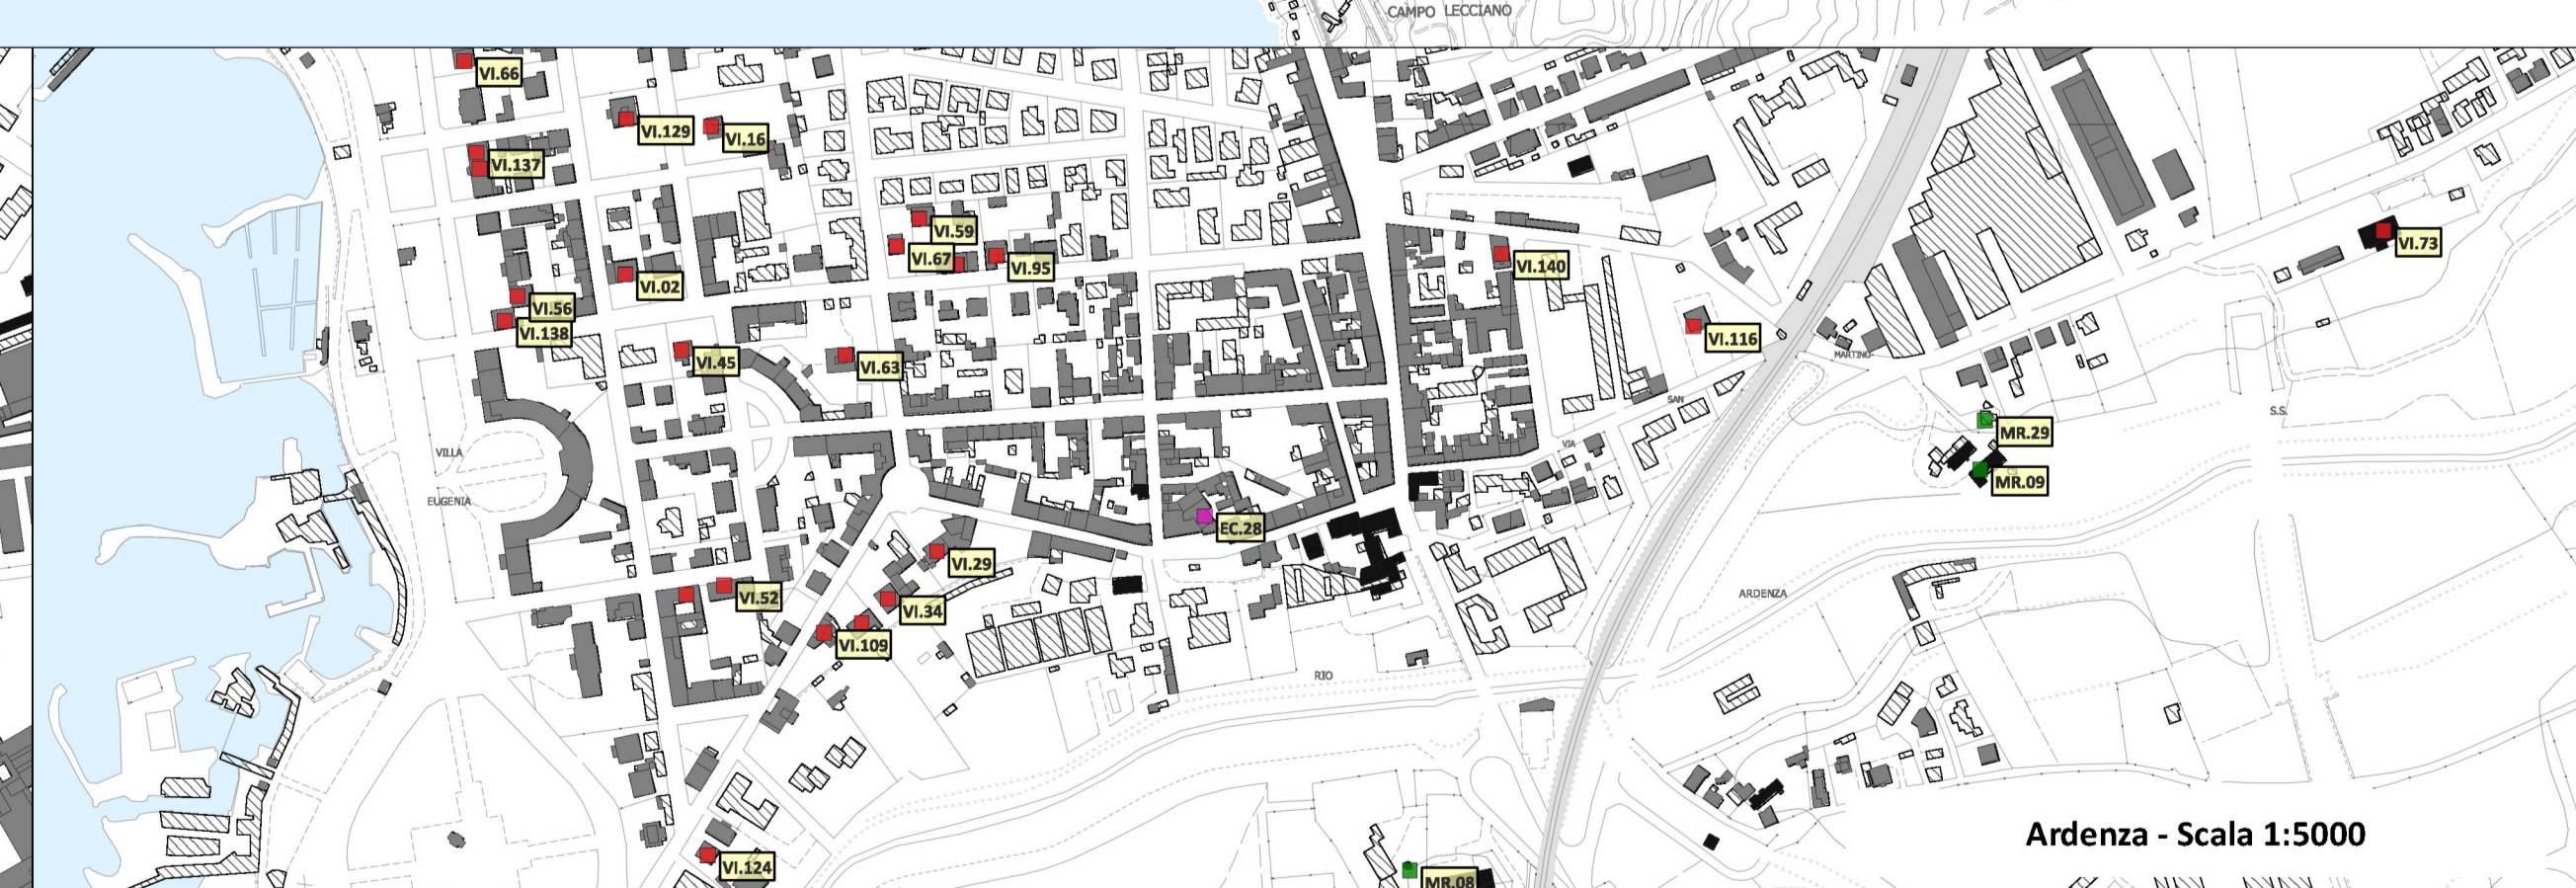 CAMPO LECCIANO
VI.66
VI.129
VI.16
VI.137
VI.59
VI.67
VI.95
VI.02
VI.140
VI.73
VI.56
VI.138
VI.116
VI.45
VI.63
MARTINO
SAN
VIA
S.S.
MR.29
MR.09
VILLA
EUGENIA
EC.28
VI.29
VI.52
VI.34
VI.109
ARDENZA
RIO
Ardenza - Scala 1:5000
VI.124
MR.08